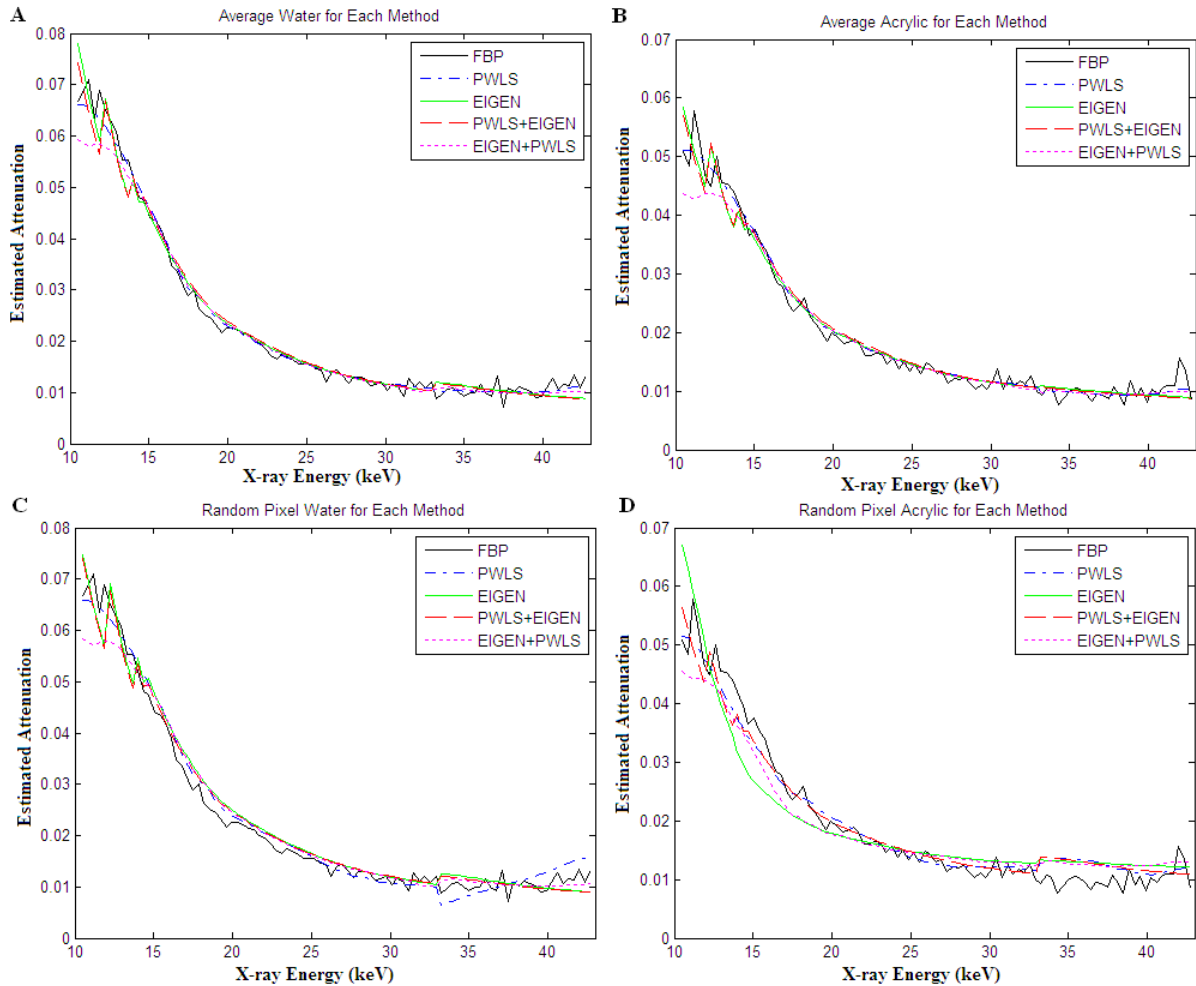 A
Average Water for Each Method
0.08
0.07
0.06
0.05
0.04
0.03
0.02
0.01
0
Estimated Attenuation
FBP
PWLS
EIGEN
PWLS+EIGEN
EIGEN+PWLS
10 15 20 25 30 35 40
X-ray Energy (keV)
B
Average Acrylic for Each Method
0.07
0.06
0.05
0.04
0.03
0.02
0.01
0
Estimated Attenuation
FBP
PWLS
EIGEN
PWLS+EIGEN
EIGEN+PWLS
10 15 20 25 30 35 40
X-ray Energy (keV)
C
Random Pixel Water for Each Method
0.08
0.07
0.06
0.05
0.04
0.03
0.02
0.01
0
Estimated Attenuation
FBP
PWLS
EIGEN
PWLS+EIGEN
EIGEN+PWLS
10 15 20 25 30 35 40
X-ray Energy (keV)
D
Random Pixel Acrylic for Each Method
0.07
0.06
0.05
0.04
0.03
0.02
0.01
0
Estimated Attenuation
FBP
PWLS
EIGEN
PWLS+EIGEN
EIGEN+PWLS
10 15 20 25 30 35 40
X-ray Energy (keV)